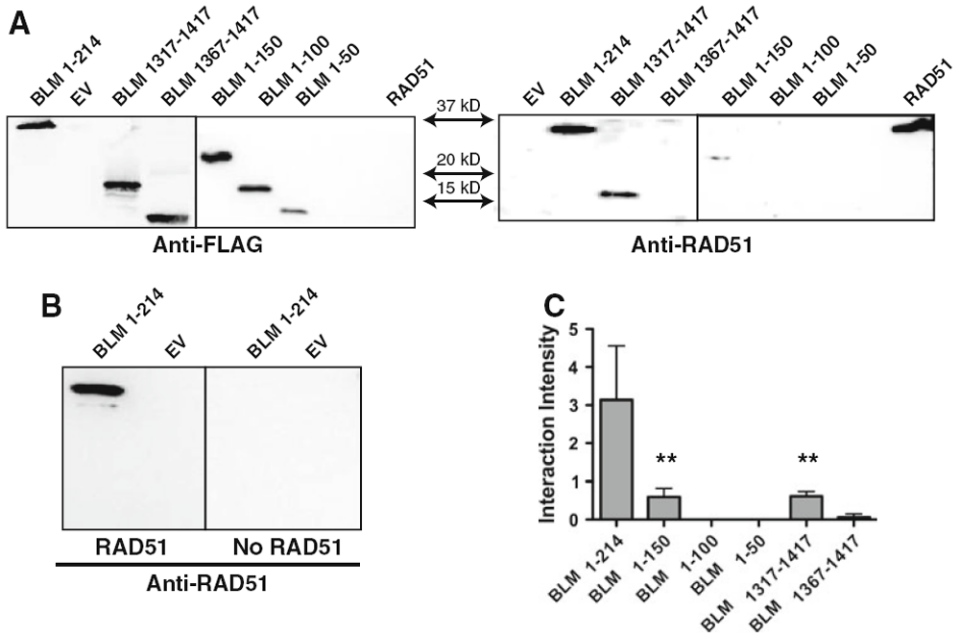 A
BLM 1-214
EV
BLM 1317-1417
BLM 1367-1417
BLM 1-150
BLM 1-100
BLM 1-50
RAD51
37 kD
20 kD
15 kD
EV
BLM 1-214
BLM 1317-1417
BLM 1367-1417
BLM 1-150
BLM 1-100
BLM 1-50
RAD51
Anti-FLAG
Anti-RAD51
B
BLM 1-214
EV
BLM 1-214
EV
RAD51
No RAD51
Anti-RAD51
C
Interaction Intensity
5
4
3
2
1
0
**
**
BLM 1-214
BLM 1-150
BLM 1-100
BLM 1-50
BLM 1317-1417
BLM 1367-1417